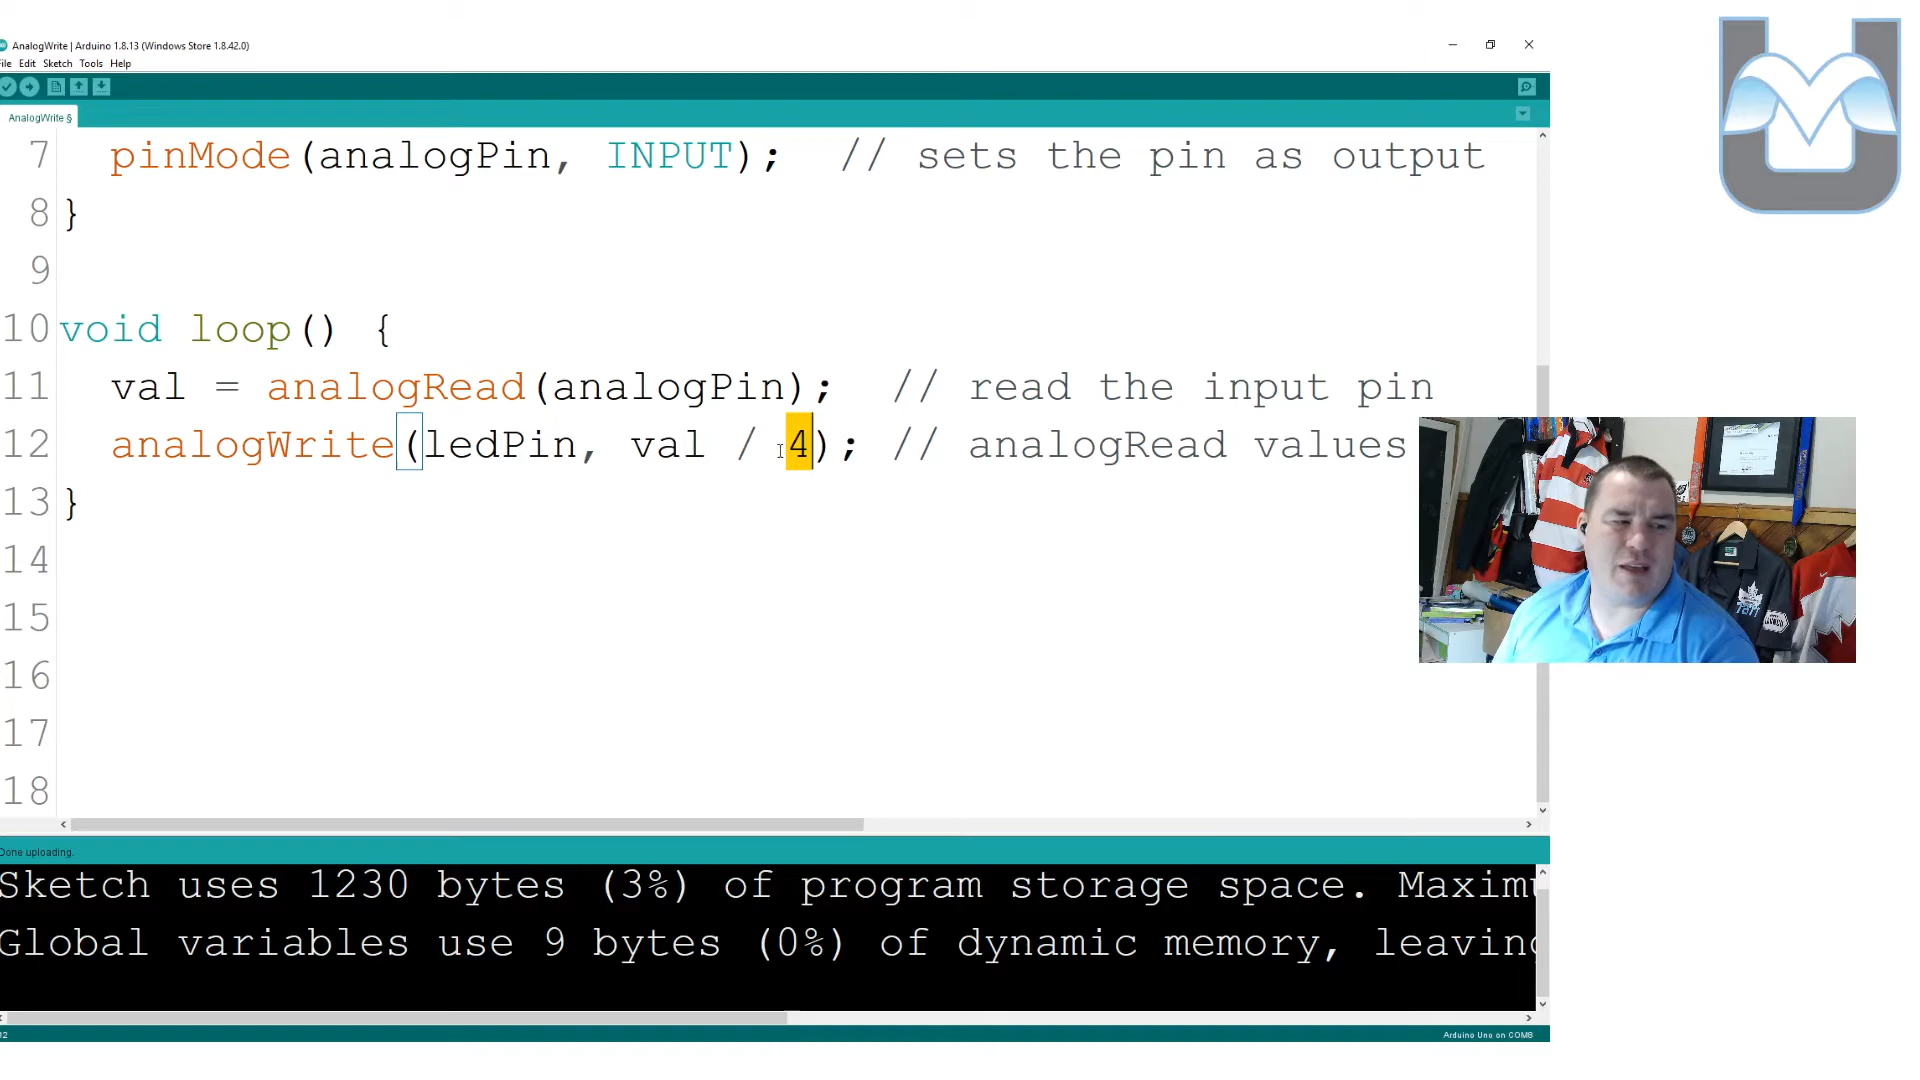 AnalogWrite | Arduino 1.8.13 (Windows Store 1.8.42.0)
File Edit Sketch Tools Help
AnalogWrite §
7 pinMode(analogPin, INPUT); // sets the pin as output
8 }
9
10 void loop() {
11 val = analogRead(analogPin); // read the input pin
12 analogWrite(ledPin, val / 4); // analogRead values
13 }
14
15
16
17
18
Done uploading.
Sketch uses 1230 bytes (3%) of program storage space. Maximu
Global variables use 9 bytes (0%) of dynamic memory, leaving
12
Arduino Uno on COM8